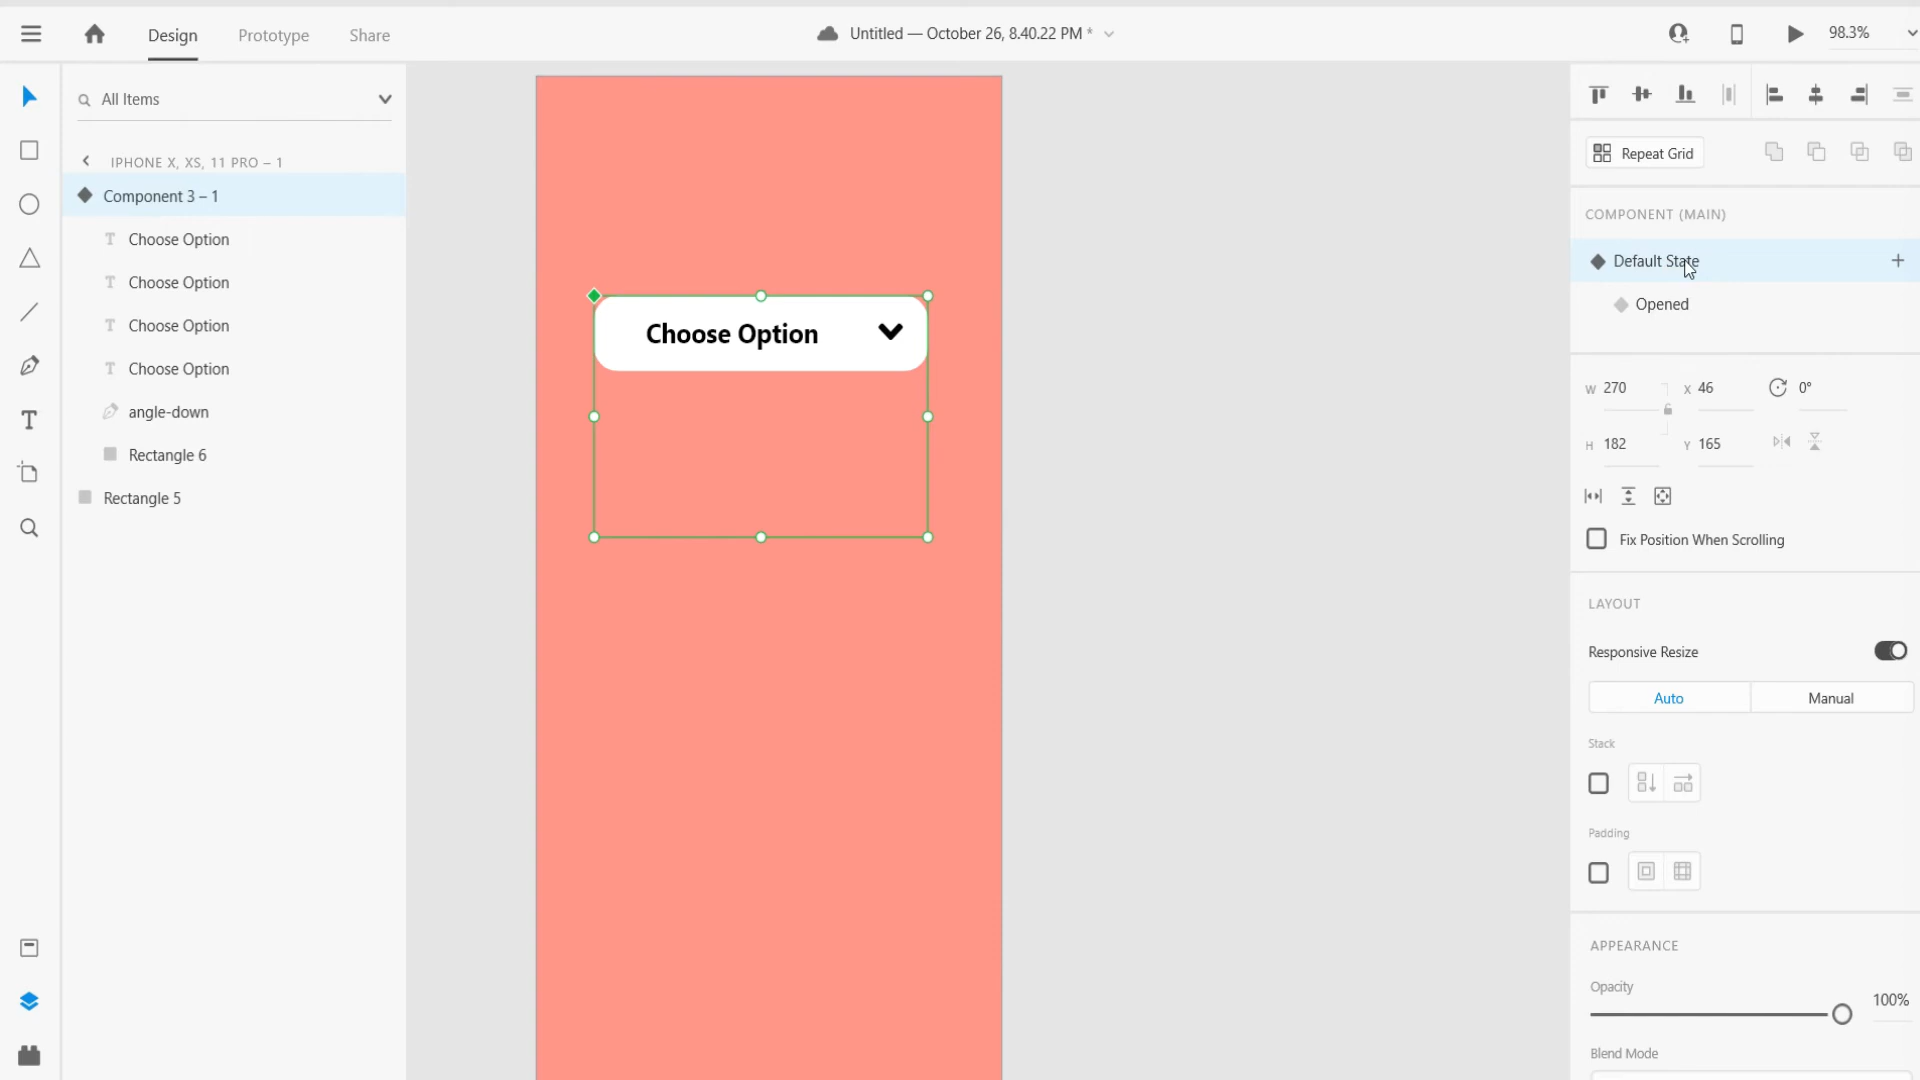 Design
Prototype
Share
Untitled — October 26, 8.40.22 PM *
98.3%
All Items
IPHONE X, XS, 11 PRO – 1
Component 3 – 1
T Choose Option
T Choose Option
T Choose Option
T Choose Option
angle-down
Rectangle 6
Rectangle 5
T
Choose Option
Repeat Grid
COMPONENT (MAIN)
Default State
Opened
W 270 X 46 0°
H 182 Y 165
Fix Position When Scrolling
LAYOUT
Responsive Resize
Auto Manual
Stack
Padding
APPEARANCE
Opacity
100%
Blend Mode